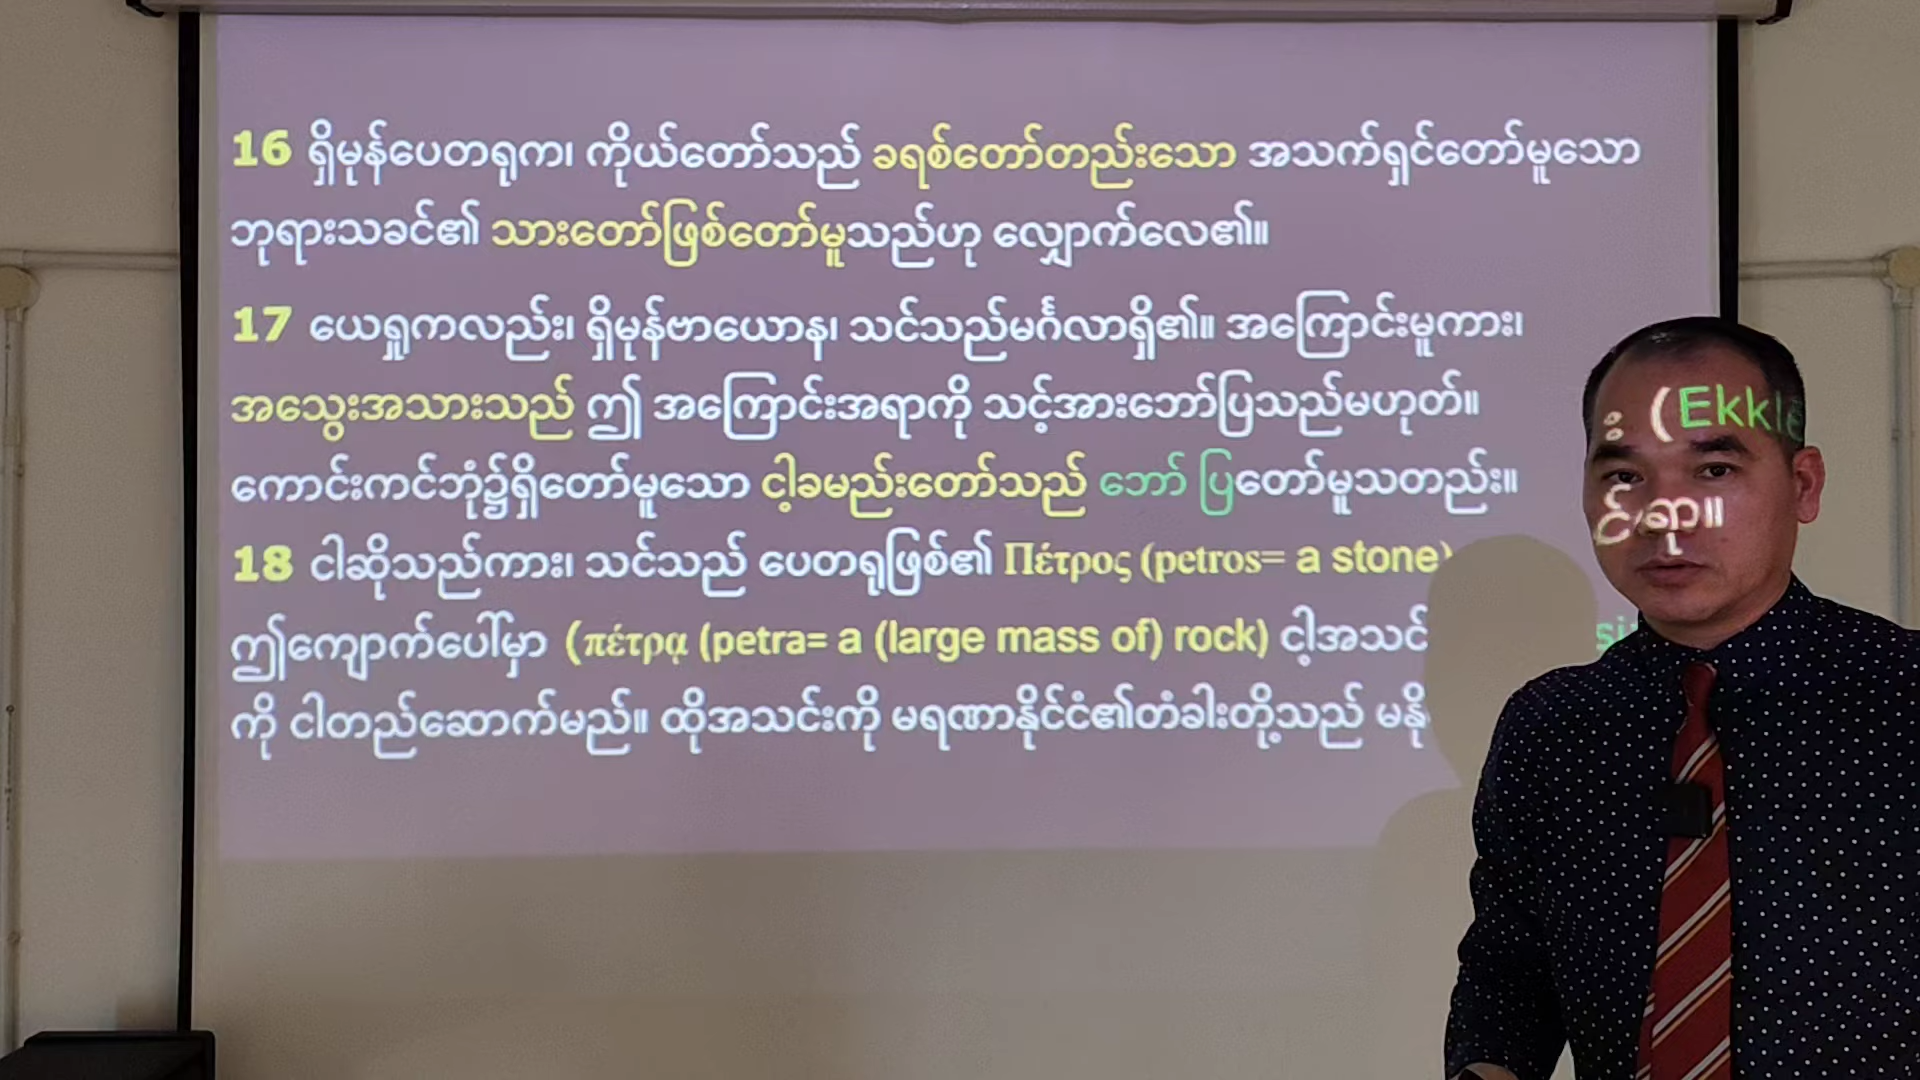 16 ရှိမုန်ပေတရုက၊ ကိုယ်တော်သည် ခရစ်တော်တည်းသော အသက်ရှင်တော်မူသော
ဘုရားသခင်၏ သားတော်ဖြစ်တော်မူသည်ဟု လျှောက်လေ၏။
17 ယေရှုကလည်း၊ ရှိမုန်ဗာယောန၊ သင်သည်မင်္ဂလာရှိ၏။ အကြောင်းမူကား၊
အသွေးအသားသည် ဤ အကြောင်းအရာကို သင့်အားဘော်ပြသည်မဟုတ်။
ကောင်းကင်ဘုံ၌ရှိတော်မူသော ငါ့ခမည်းတော်သည် ဘော် ပြတော်မူသတည်း။
18 ငါဆိုသည်ကား၊ သင်သည် ပေတရုဖြစ်၏ Πέτρος (petros= a stone)
ဤကျောက်ပေါ်မှာ (πέτρᾳ (petra= a (large mass of) rock) ငါ့အသင်း (Ekkle
ကို ငါတည်ဆောက်မည်။ ထိုအသင်းကို မရဏာနိုင်ငံ၏တံခါးတို့သည် မနိုင်ရာ။